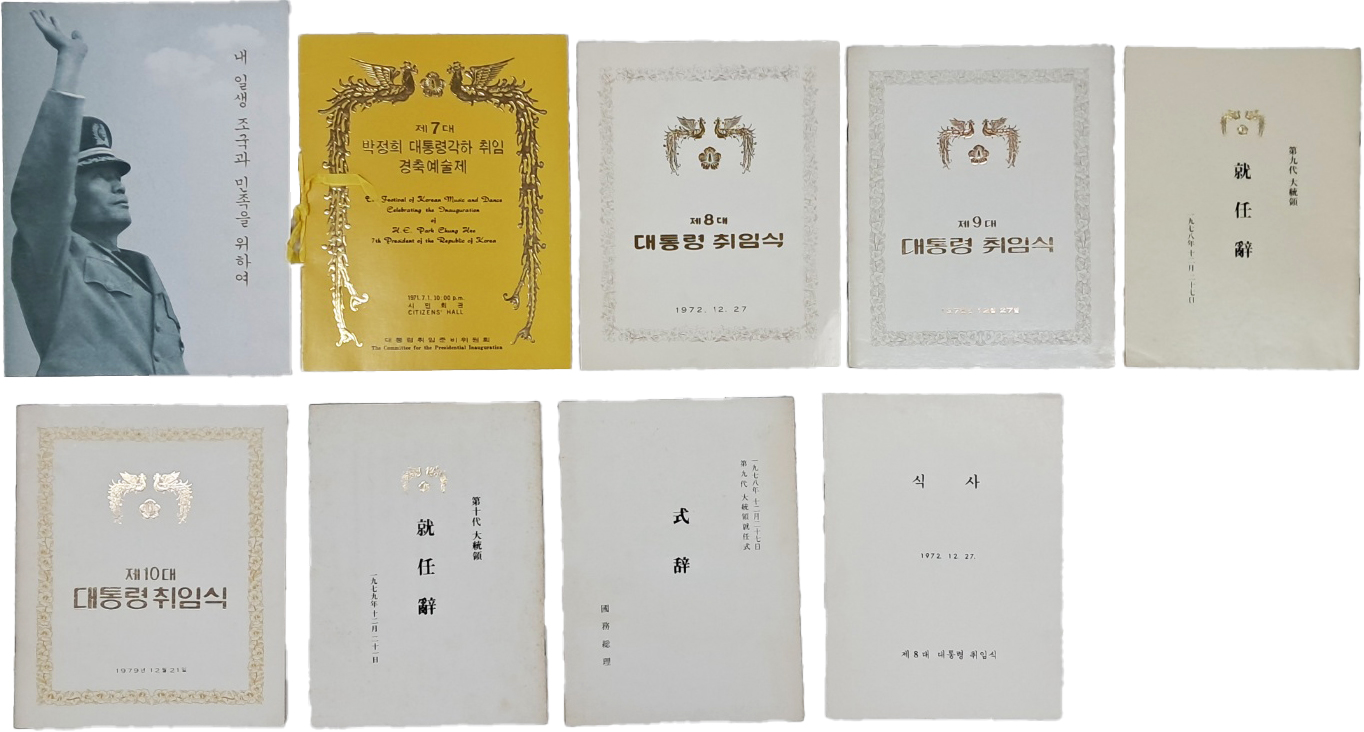 내 일생 조국과 민족을 위하여
제7대
박정희 대통령각하 취임
경축예술제
Festival of Korean Music and Dance
Celebrating the Inauguration
of
H.E. Park Chung Hee
7th President of the Republic of Korea
1971.7.1. 10:00 p.m.
시민회관
CITIZENS' HALL
대통령취임준비위원회
The Committee for the Presidential Inauguration
제8대
대통령 취임식
1972. 12. 27
제9대
대통령 취임식
第九代 大統領
就任辭
一九七八年十二月二十七日
제10대
대통령 취임식
1979년 12월 21일
第十代 大統領
就任辭
一九七九年十二月二十一日
一九七八年 十二月二十七日
第九代 大統領就任式
式辞
國務總理
식 사
1972. 12. 27.
제8대 대통령 취임식